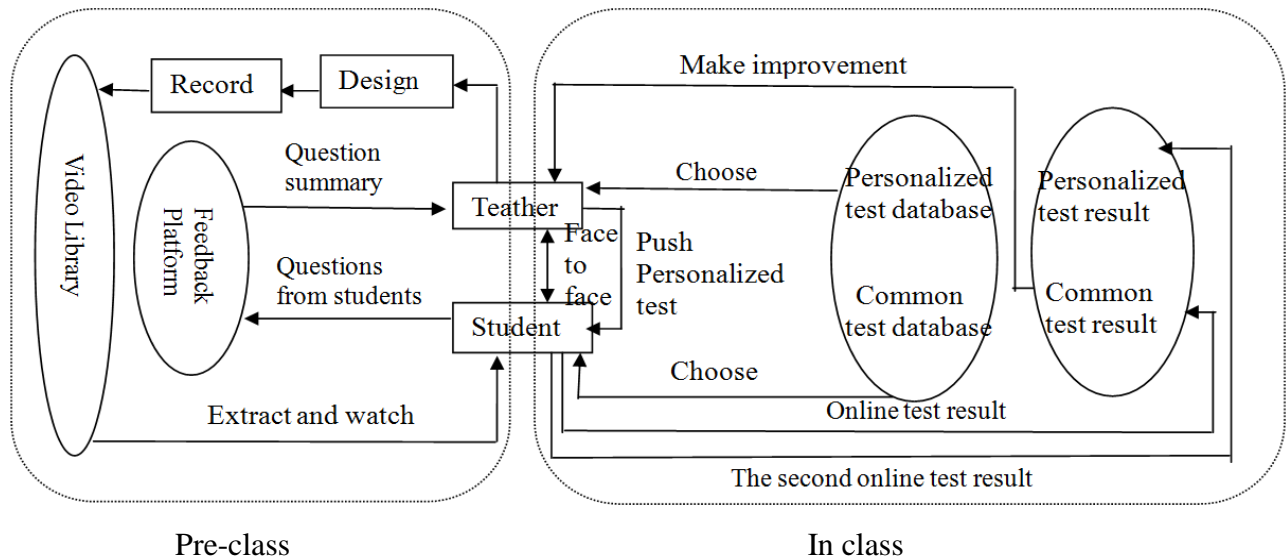 Make improvement
Record
Design
Video Library
Feedback
Platform
Question
summary
Choose
Personalized
test database
Personalized
test result
Teather
Face
to
face
Push
Personalized
test
Questions
from students
Common
test database
Common
test result
Student
Choose
Extract and watch
Online test result
The second online test result
Pre-class
In class